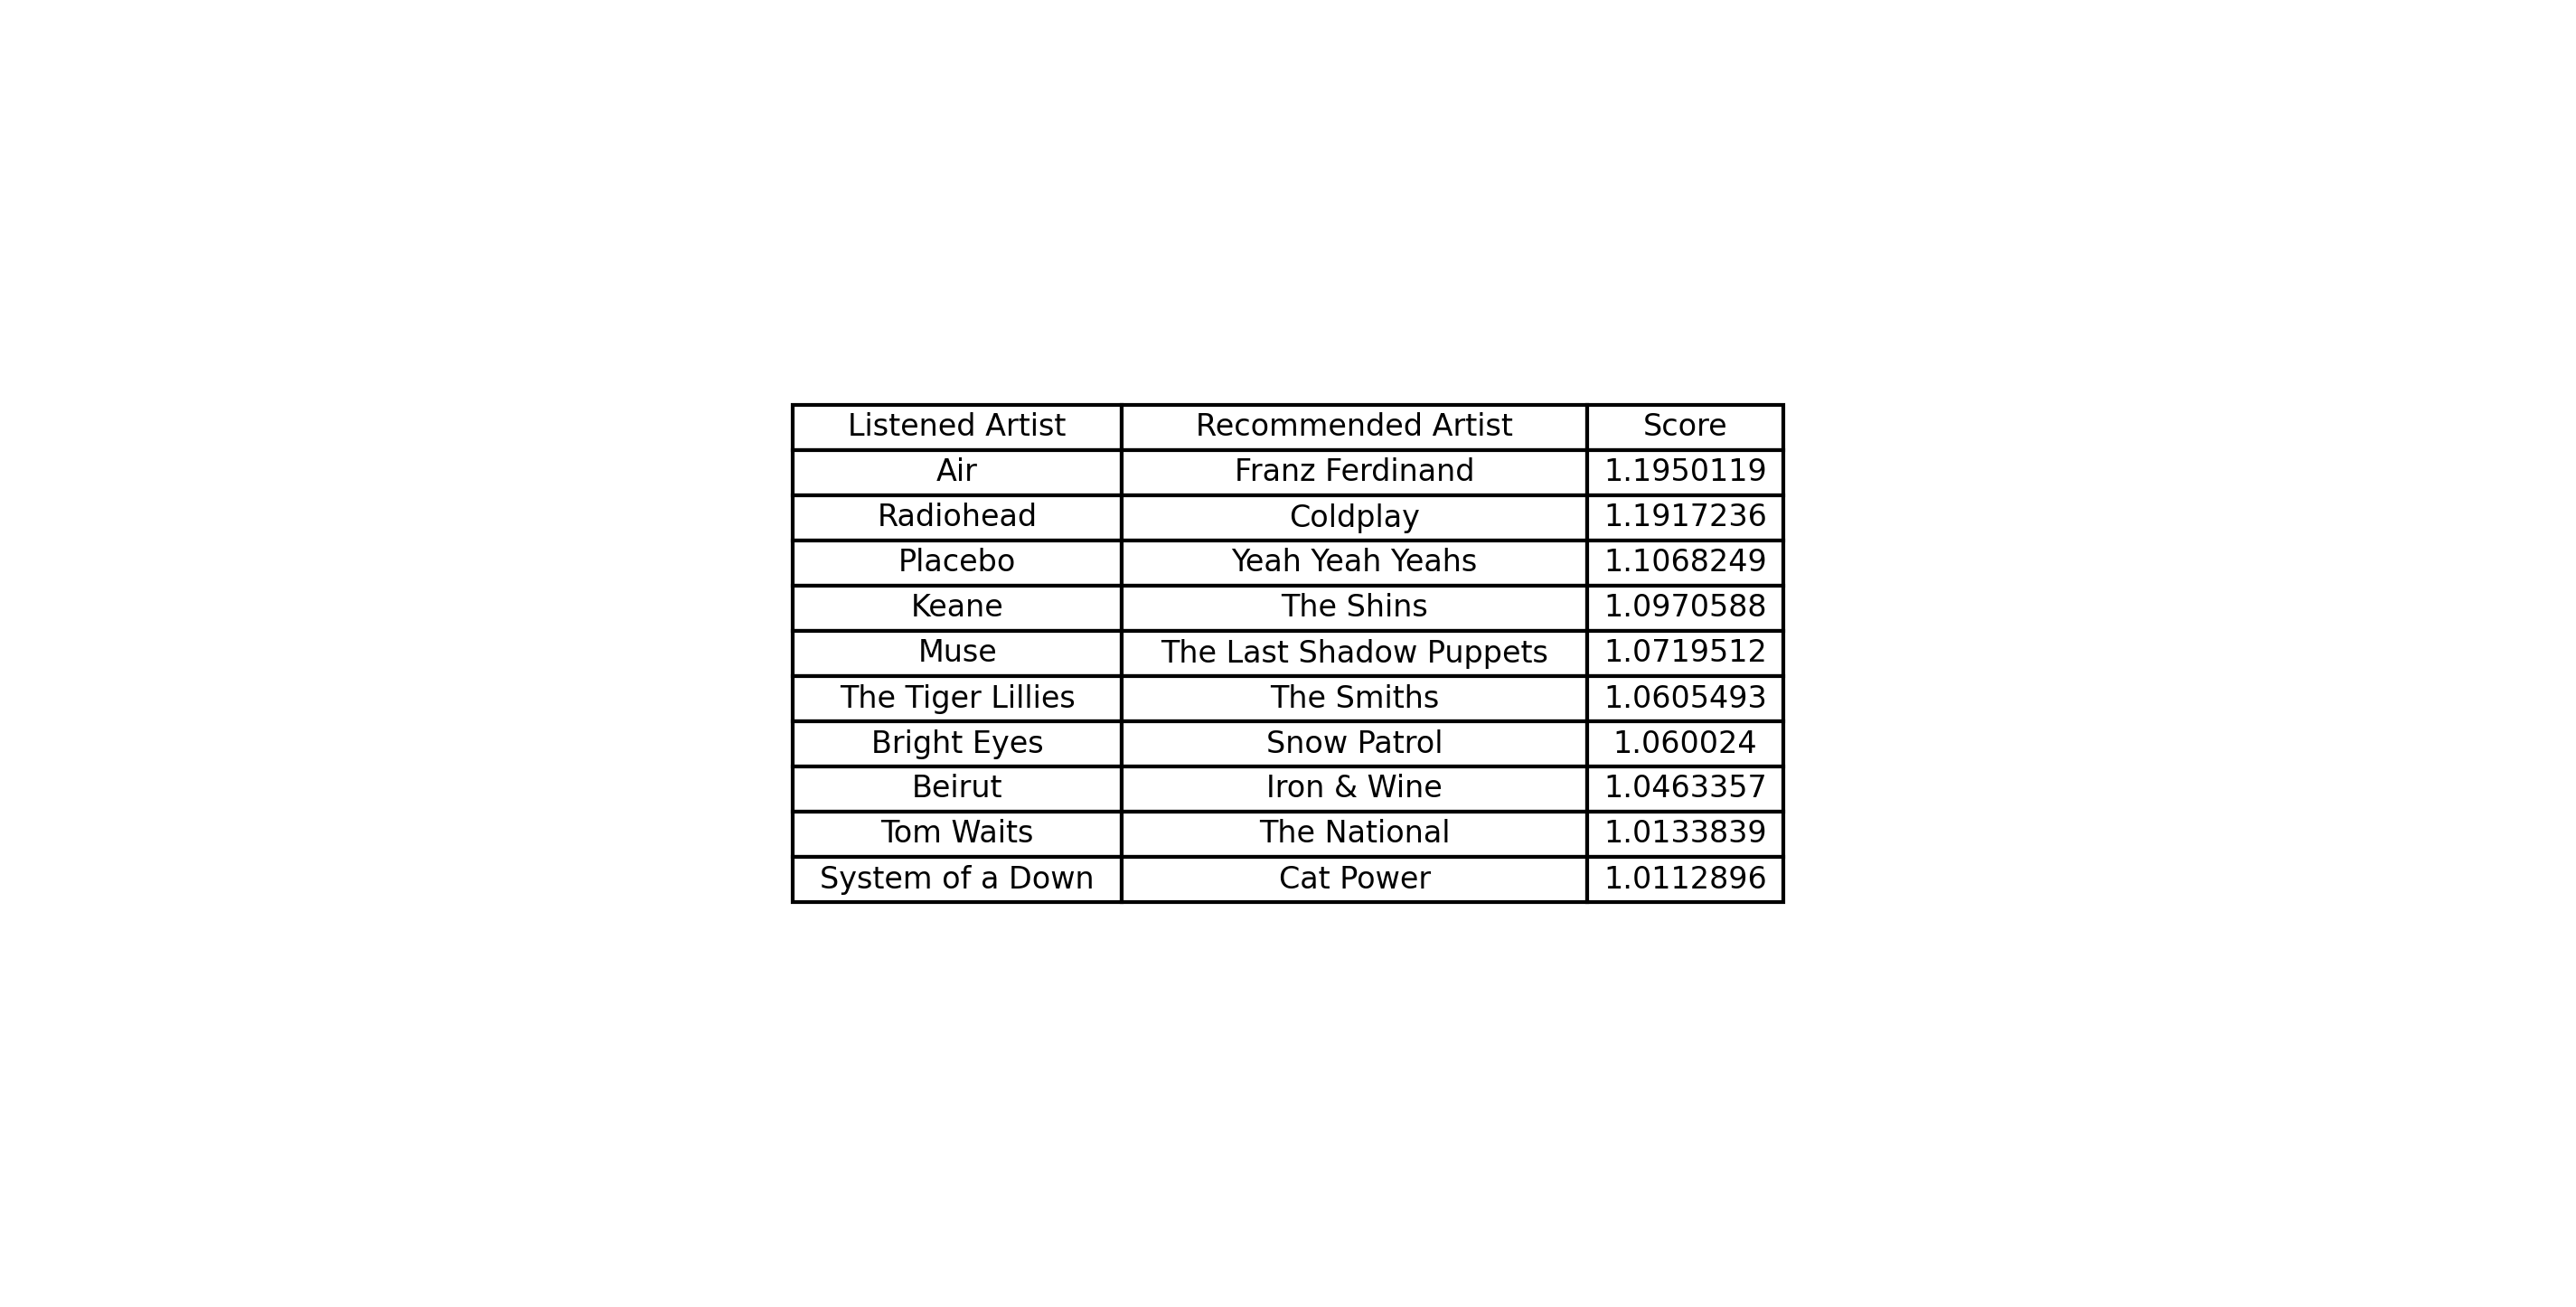 Listened Artist Recommended Artist Score
Air Franz Ferdinand 1.1950119
Radiohead Coldplay 1.1917236
Placebo Yeah Yeah Yeahs 1.1068249
Keane The Shins 1.0970588
Muse The Last Shadow Puppets 1.0719512
The Tiger Lillies The Smiths 1.0605493
Bright Eyes Snow Patrol 1.060024
Beirut Iron & Wine 1.0463357
Tom Waits The National 1.0133839
System of a Down Cat Power 1.0112896